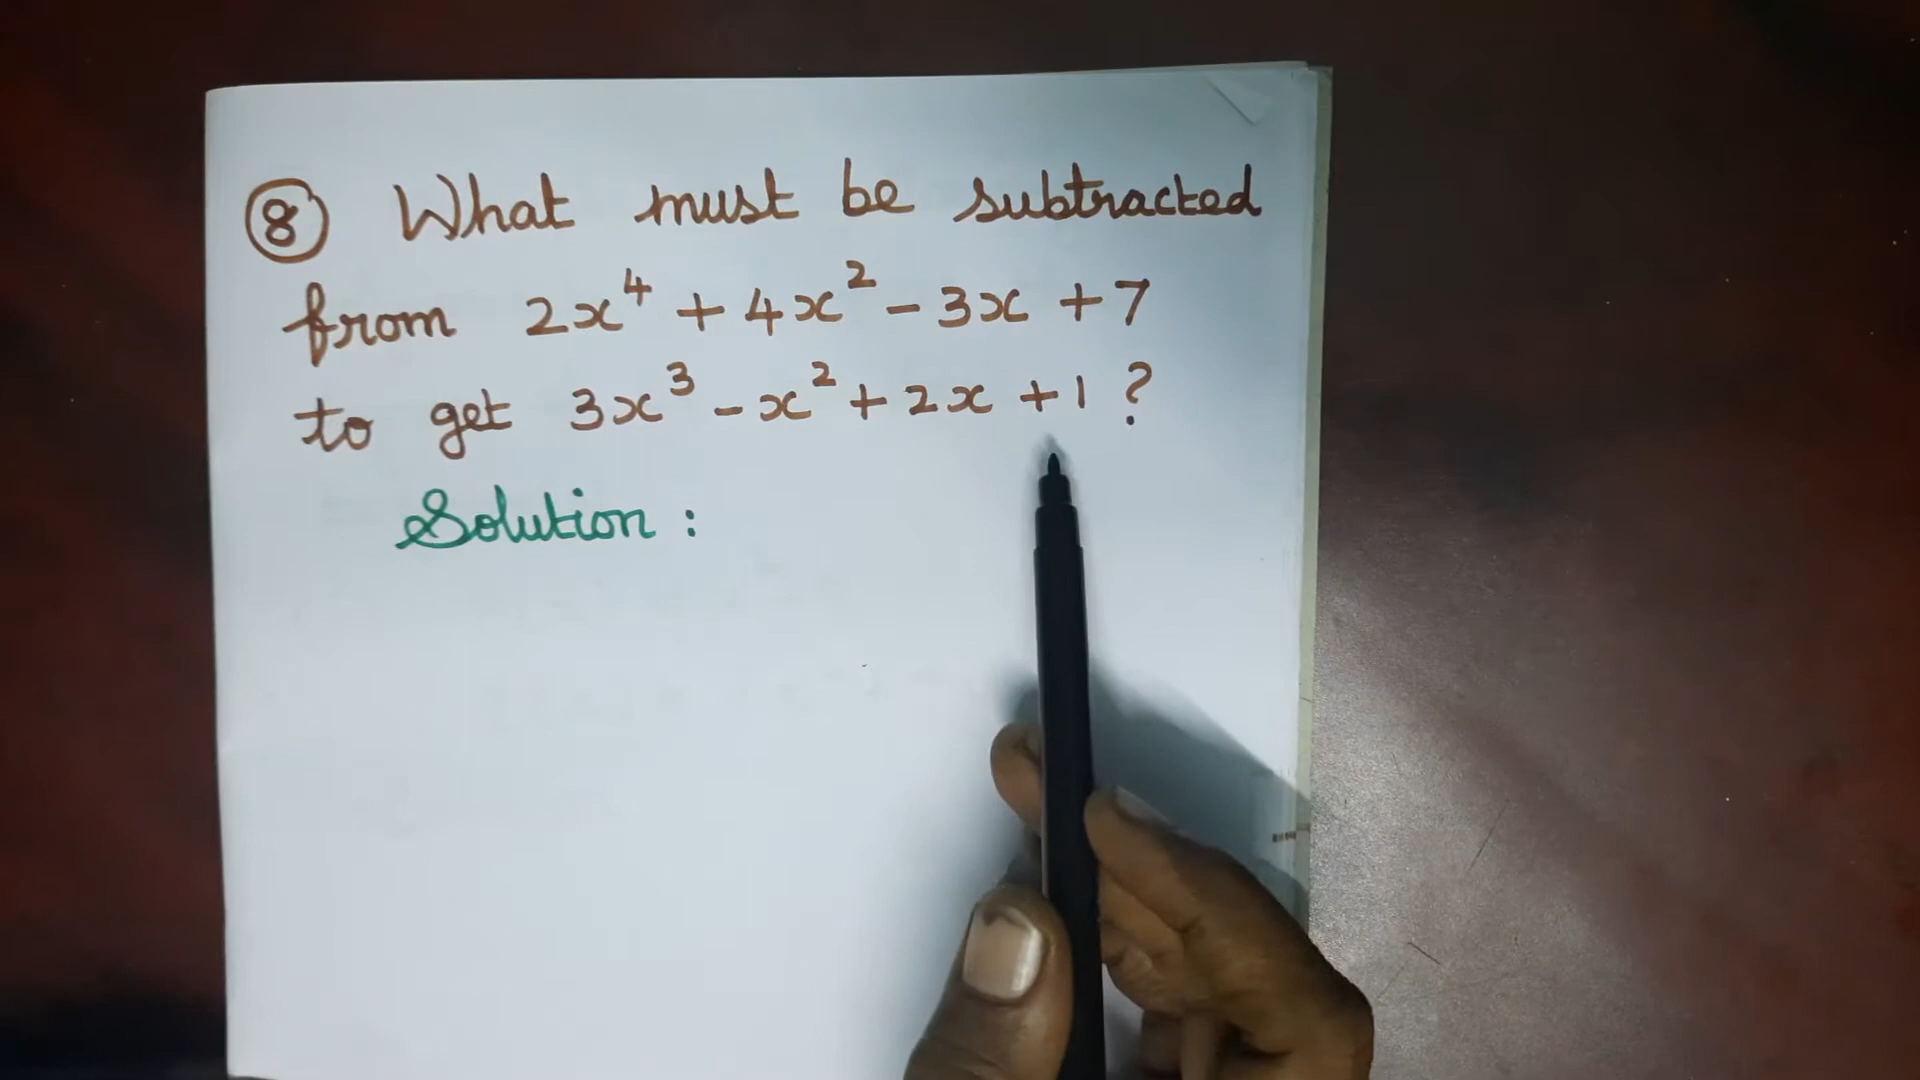 ⑧ What must be subtracted
from 2x⁴ + 4x² - 3x + 7
to get 3x³ - x² + 2x + 1 ?
Solution :